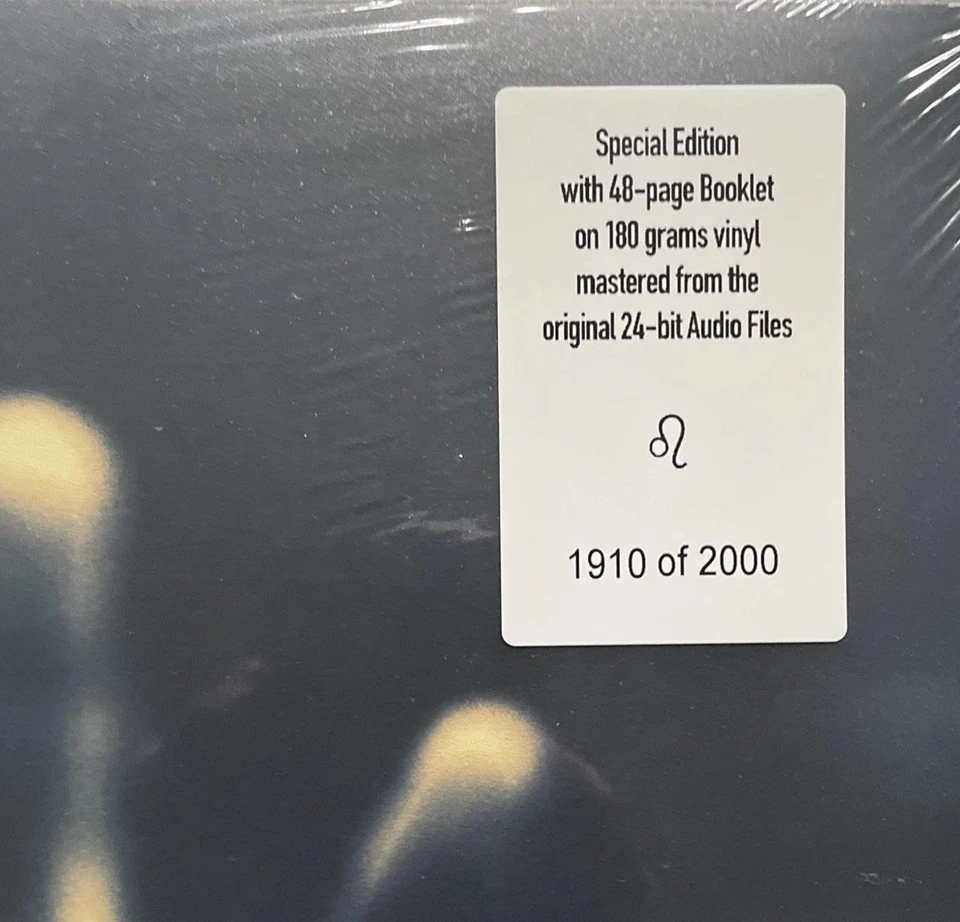 Special Edition
with 48-page Booklet
on 180 grams vinyl
mastered from the
original 24-bit Audio Files
♌
1910 of 2000